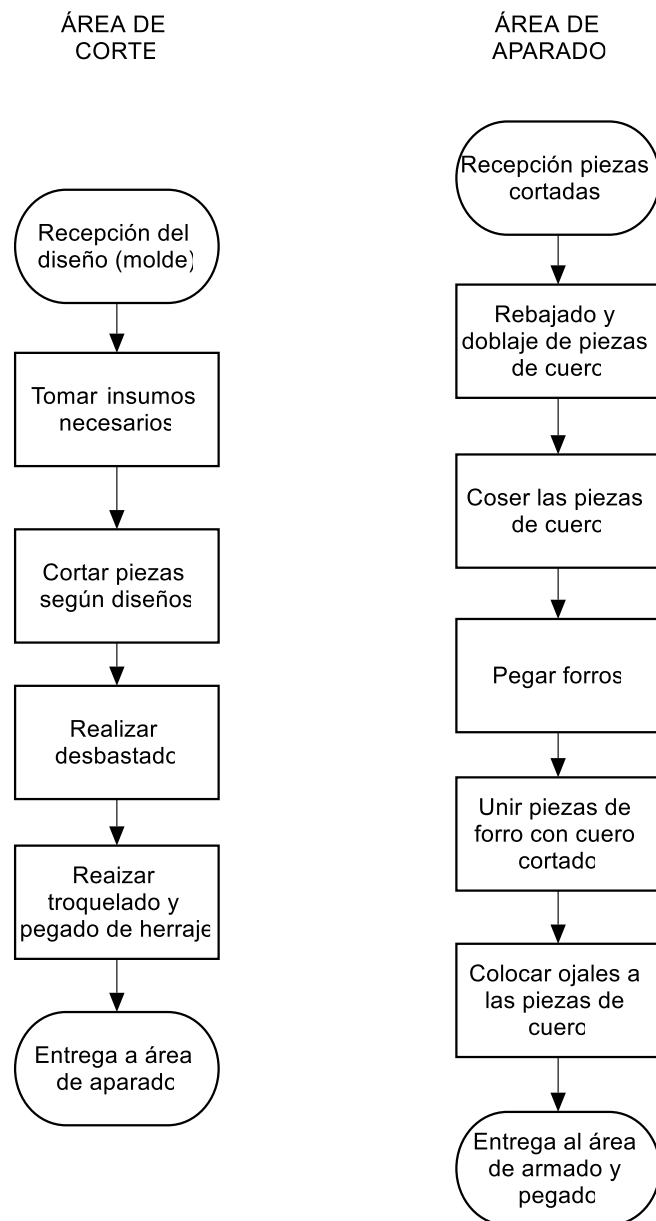 ÁREA DE
CORTE
Recepción del
diseño (molde)
Tomar insumos
necesarios
Cortar piezas
según diseños
Realizar
desbastado
Reaizar
troquelado y
pegado de herraje
Entrega a área
de aparado
ÁREA DE
APARADO
Recepción piezas
cortadas
Rebajado y
doblaje de piezas
de cuero
Coser las piezas
de cuero
Pegar forros
Unir piezas de
forro con cuero
cortado
Colocar ojales a
las piezas de
cuero
Entrega al área
de armado y
pegado